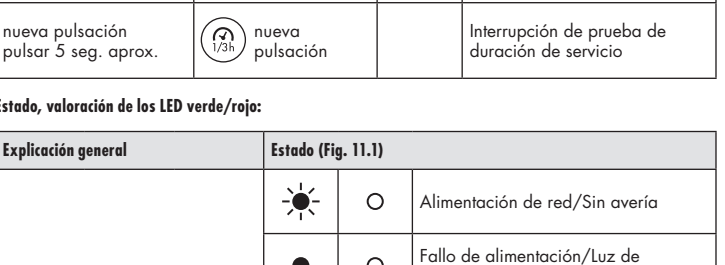 nueva pulsación
pulsar 5 seg. aprox.
1/3h
nueva
pulsación
Interrupción de prueba de
duración de servicio
Estado, valoración de los LED verde/rojo:
Explicación general
Estado (Fig. 11.1)
Alimentación de red/Sin avería
Fallo de alimentación/Luz de